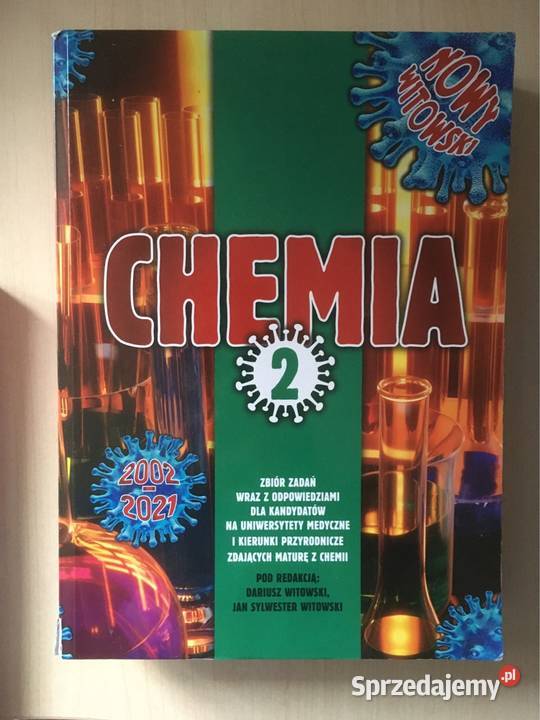 NOWY
WITOWSKI
CHEMIA
2
2002-
2021
ZBIÓR ZADAŃ
WRAZ Z ODPOWIEDZIAMI
DLA KANDYDATÓW
NA UNIWERSYTETY MEDYCZNE
I KIERUNKI PRZYRODNICZE
ZDAJĄCYCH MATURĘ Z CHEMII
POD REDAKCJĄ:
DARIUSZ WITOWSKI,
JAN SYLWESTER WITOWSKI
Sprzedajemy.pl